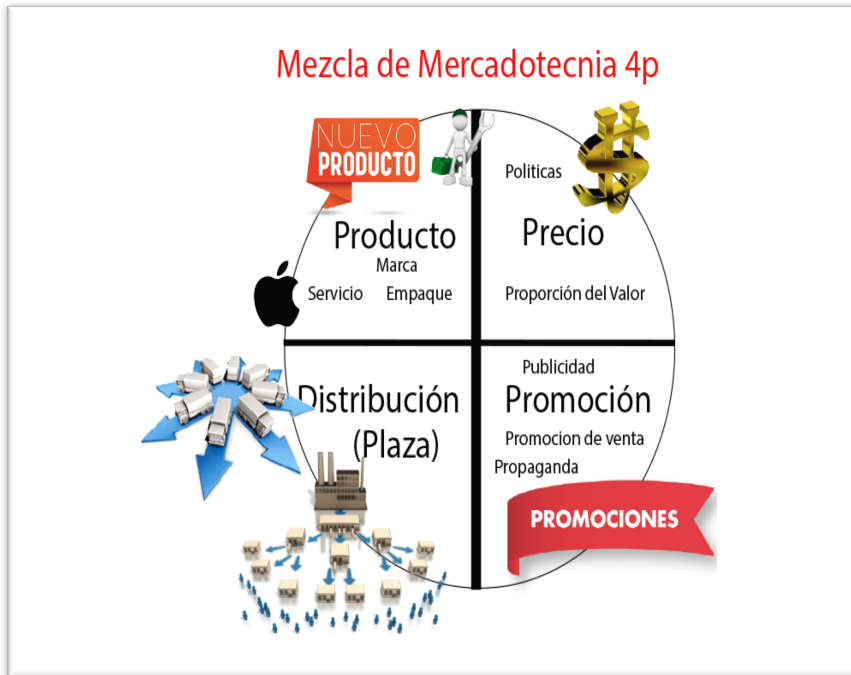 Mezcla de Mercadotecnia 4p
NUEVO
PRODUCTO
Producto
Marca
Servicio Empaque
Politicas
Precio
Proporción del Valor
Distribución
(Plaza)
Publicidad
Promoción
Promocion de venta
Propaganda
PROMOCIONES